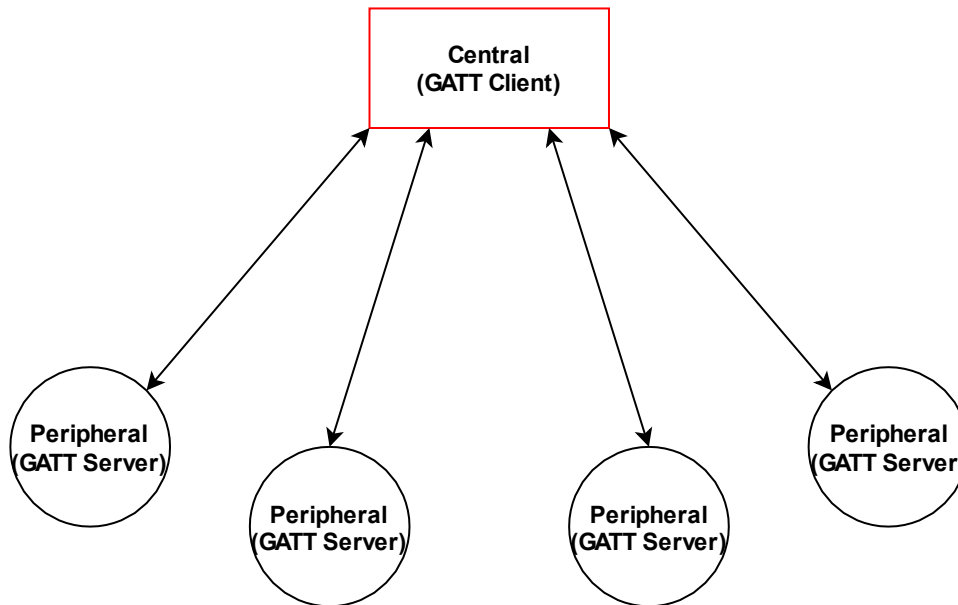 Central
(GATT Client)
Peripheral
(GATT Server)
Peripheral
(GATT Server)
Peripheral
(GATT Server)
Peripheral
(GATT Server